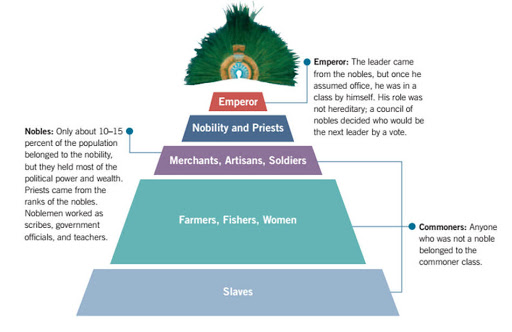 Emperor: The leader came
from the nobles, but once he
assumed office, he was in a
class by himself. His role was
not hereditary; a council of
nobles decided who would be
the next leader by a vote.
Emperor
Nobility and Priests
Nobles: Only about 10–15
percent of the population
belonged to the nobility,
but they held most of the
political power and wealth.
Priests came from the
ranks of the nobles.
Noblemen worked as
scribes, government
officials, and teachers.
Merchants, Artisans, Soldiers
Farmers, Fishers, Women
Commoners: Anyone
who was not a noble
belonged to the
commoner class.
Slaves